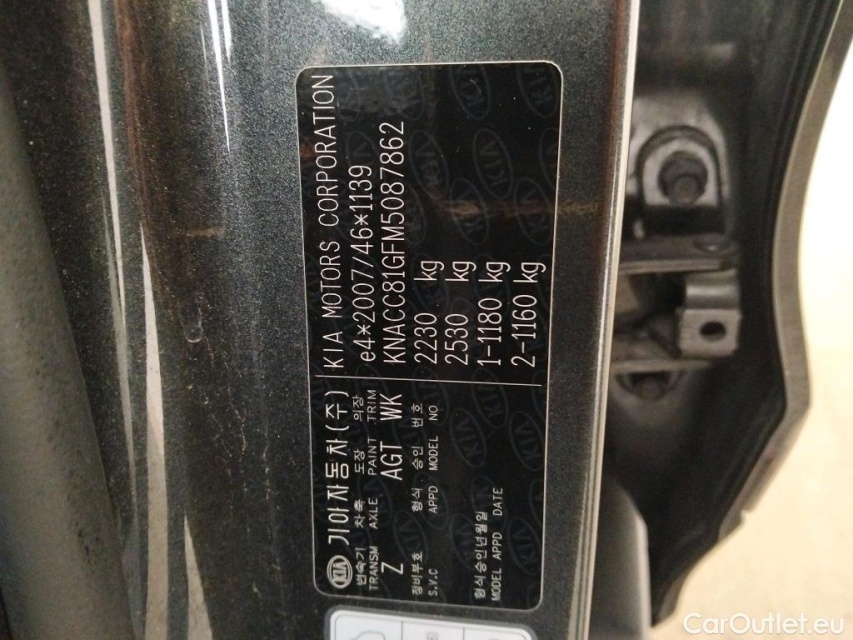 KIA 기아자동차(주)
변속기 차축 도장 의장
TRANSM AXLE PAINT TRIM
Z AGT WK
정비부호 형식 승인 번호
S.V.C APPD MODEL NO
형식승인년월일
MODEL APPD DATE
KIA MOTORS CORPORATION
e4*2007/46*1139
KNACC81GFM5087862
2230 kg
2530 kg
1-1180 kg
2-1160 kg
CarOutlet.eu